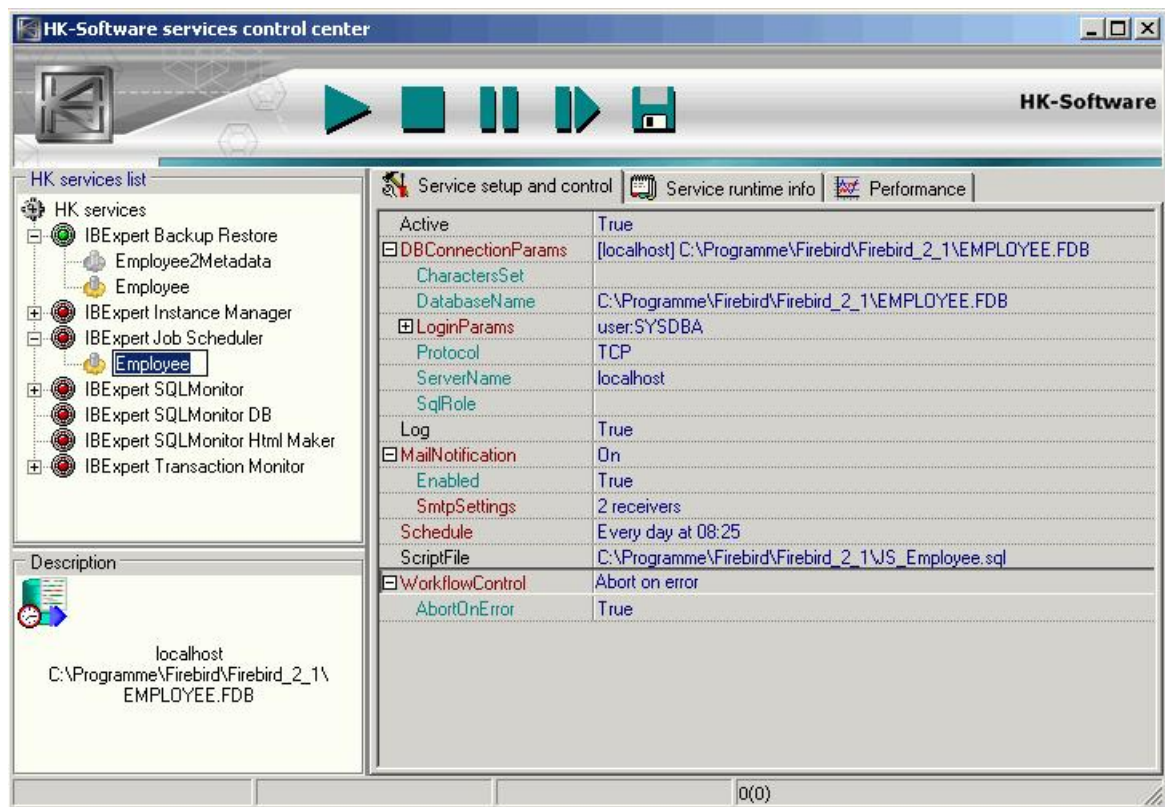 HK-Software services control center
HK-Software
HK services list
HK services
IBExpert Backup Restore
Employee2Metadata
Employee
IBExpert Instance Manager
IBExpert Job Scheduler
Employee
IBExpert SQLMonitor
IBExpert SQLMonitor DB
IBExpert SQLMonitor Html Maker
IBExpert Transaction Monitor
Description
localhost
C:\Programme\Firebird\Firebird_2_1\
EMPLOYEE.FDB
Service setup and control Service runtime info Performance
Active True
DBConnectionParams [localhost] C:\Programme\Firebird\Firebird_2_1\EMPLOYEE.FDB
CharactersSet
DatabaseName C:\Programme\Firebird\Firebird_2_1\EMPLOYEE.FDB
LoginParams user:SYSDBA
Protocol TCP
ServerName localhost
SqlRole
Log True
MailNotification On
Enabled True
SmtpSettings 2 receivers
Schedule Every day at 08:25
ScriptFile C:\Programme\Firebird\Firebird_2_1\JS_Employee.sql
WorkflowControl Abort on error
AbortOnError True
0(0)